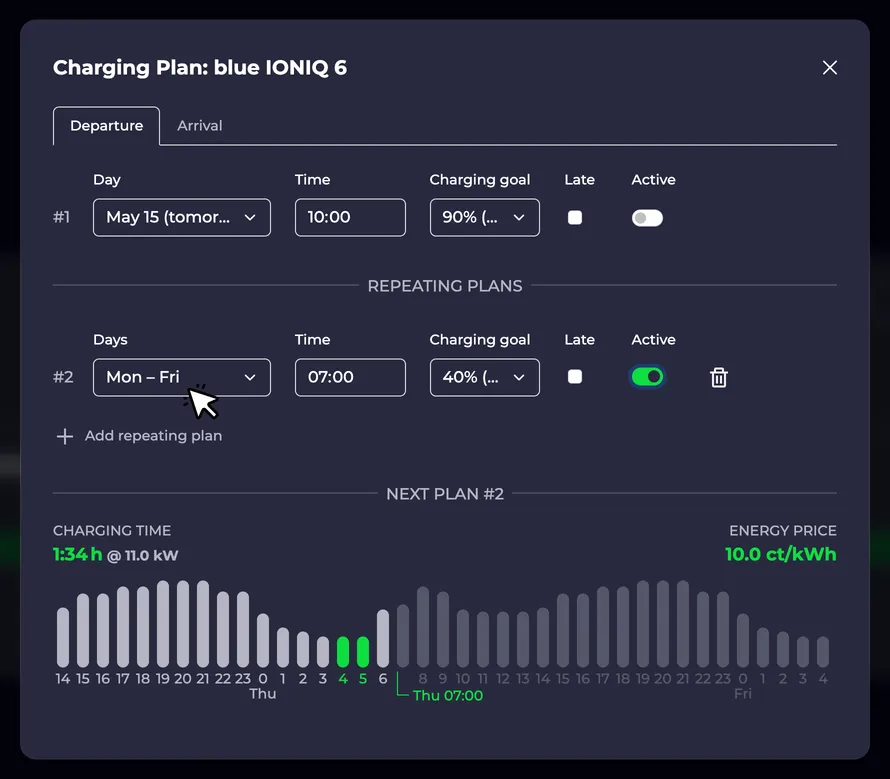 Charging Plan: blue IONIQ 6
Departure Arrival
Day Time Charging goal Late Active
#1 May 15 (tomor... 10:00 90% (...
REPEATING PLANS
Days Time Charging goal Late Active
#2 Mon – Fri 07:00 40% (...
Add repeating plan
NEXT PLAN #2
CHARGING TIME ENERGY PRICE
1:34 h @ 11.0 kW 10.0 ct/kWh
14 15 16 17 18 19 20 21 22 23 0 1 2 3 4 5 6 8 9 10 11 12 13 14 15 16 17 18 19 20 21 22 23 0 1 2 3 4
Thu Thu 07:00 Fri